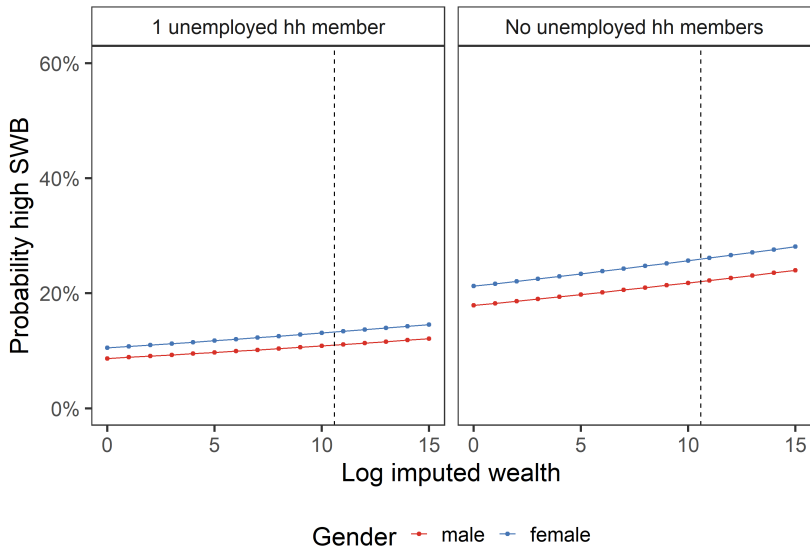 1 unemployed hh member
No unemployed hh members
Probability high SWB
60%
40%
20%
0%
0 5 10 15
0 5 10 15
Log imputed wealth
Gender male female